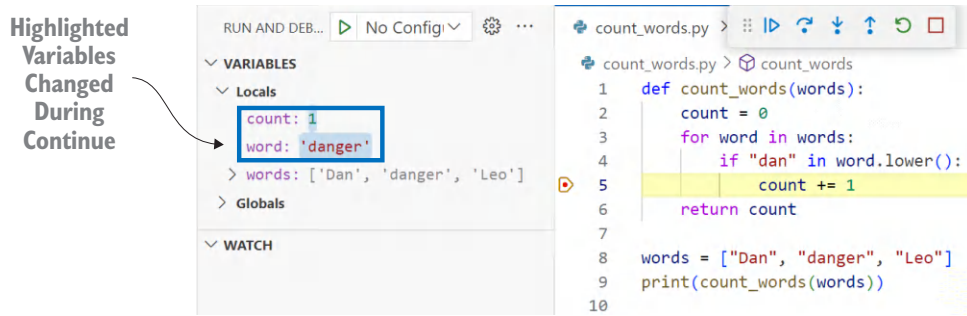 Highlighted
Variables
Changed
During
Continue
RUN AND DEB... No Config
VARIABLES
Locals
count: 1
word: 'danger'
words: ['Dan', 'danger', 'Leo']
Globals
WATCH
count_words.py
count_words.py > count_words
1 def count_words(words):
2     count = 0
3     for word in words:
4         if "dan" in word.lower():
5             count += 1
6     return count
7
8 words = ["Dan", "danger", "Leo"]
9 print(count_words(words))
10